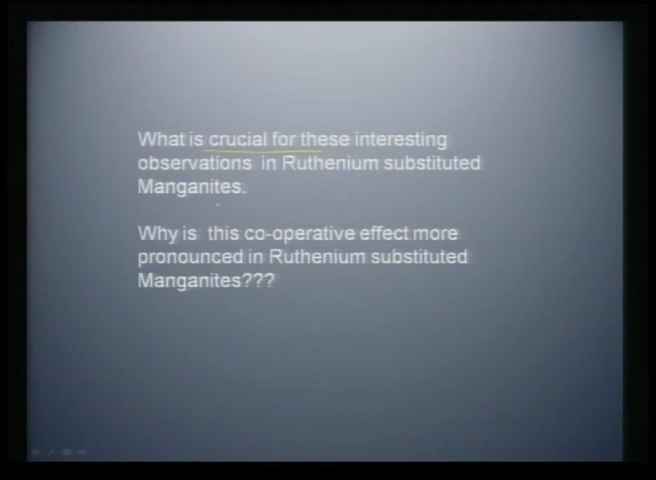 What is crucial for these interesting
observations in Ruthenium substituted
Manganites.
Why is this co-operative effect more
pronounced in Ruthenium substituted
Manganites???